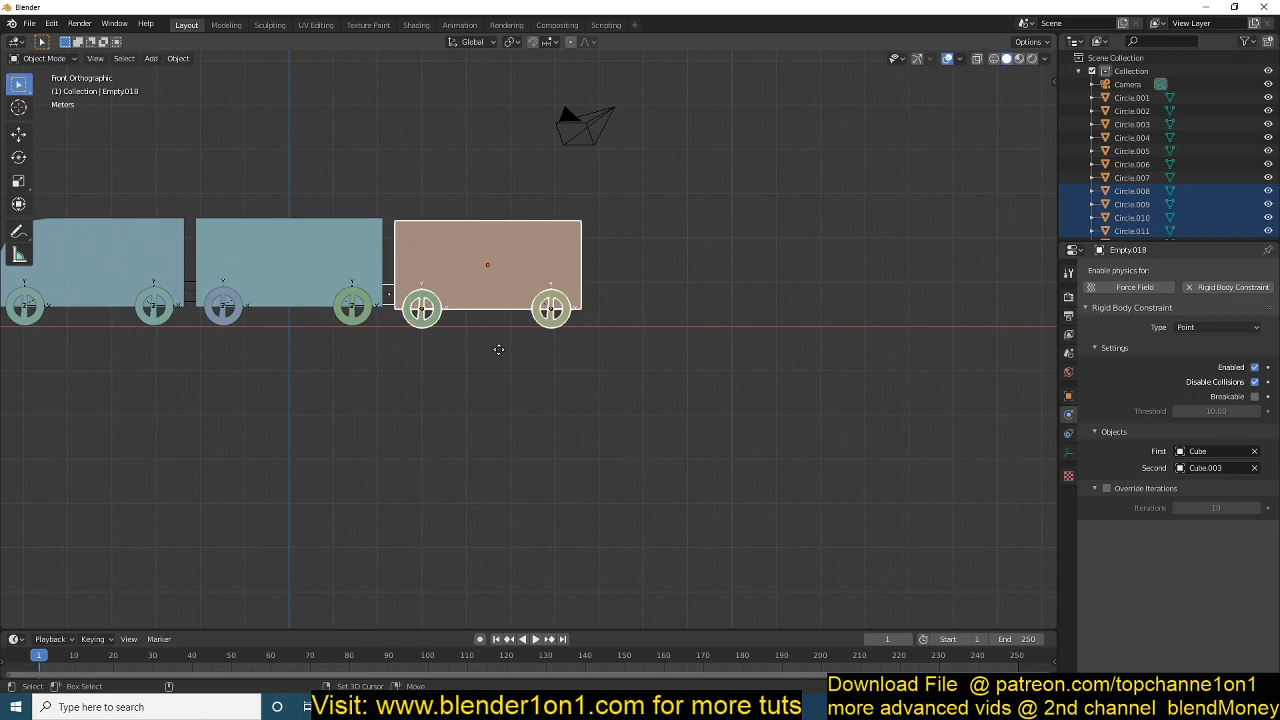 Blender
File Edit Render Window Help
Layout Modeling Sculpting UV Editing Texture Paint Shading Animation Rendering Compositing Scripting +
Scene
View Layer
Global
Options
Object Mode View Select Add Object
Front Orthographic
(1) Collection | Empty.018
Meters
Scene Collection
Collection
Camera
Circle.001
Circle.002
Circle.003
Circle.004
Circle.005
Circle.006
Circle.007
Circle.008
Circle.009
Circle.010
Circle.011
Empty.018
Enable physics for:
Force Field
Rigid Body Constraint
Rigid Body Constraint
Type Point
Settings
Enabled
Disable Collisions
Breakable
Threshold 10.00
Objects
First Cube
Second Cube.003
Override Iterations
Iterations 10
Playback Keying View Marker
1 Start 1 End 250
1 10 20 30 40 50 60 70 80 90 100 110 120 130 140 150 160 170 180 190 200 210 220 230 240 250
Select Box Select Set 3D Cursor Move
Type here to search
Visit: www.blender1on1.com for more tuts
Download File @ patreon.com/topchanne1on1
more advanced vids @ 2nd channel blendMoney